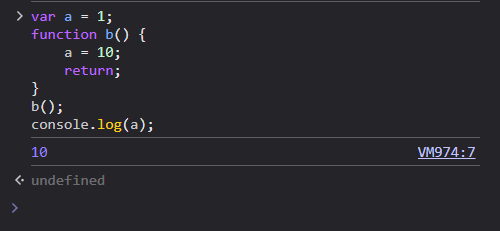 var a = 1;
function b() {
    a = 10;
    return;
}
b();
console.log(a);
10 VM974:7
undefined